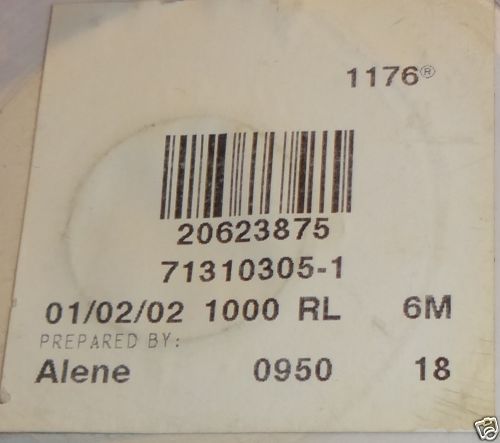 1176®
20623875
71310305-1
01/02/02 1000 RL 6M
PREPARED BY:
Alene 0950 18